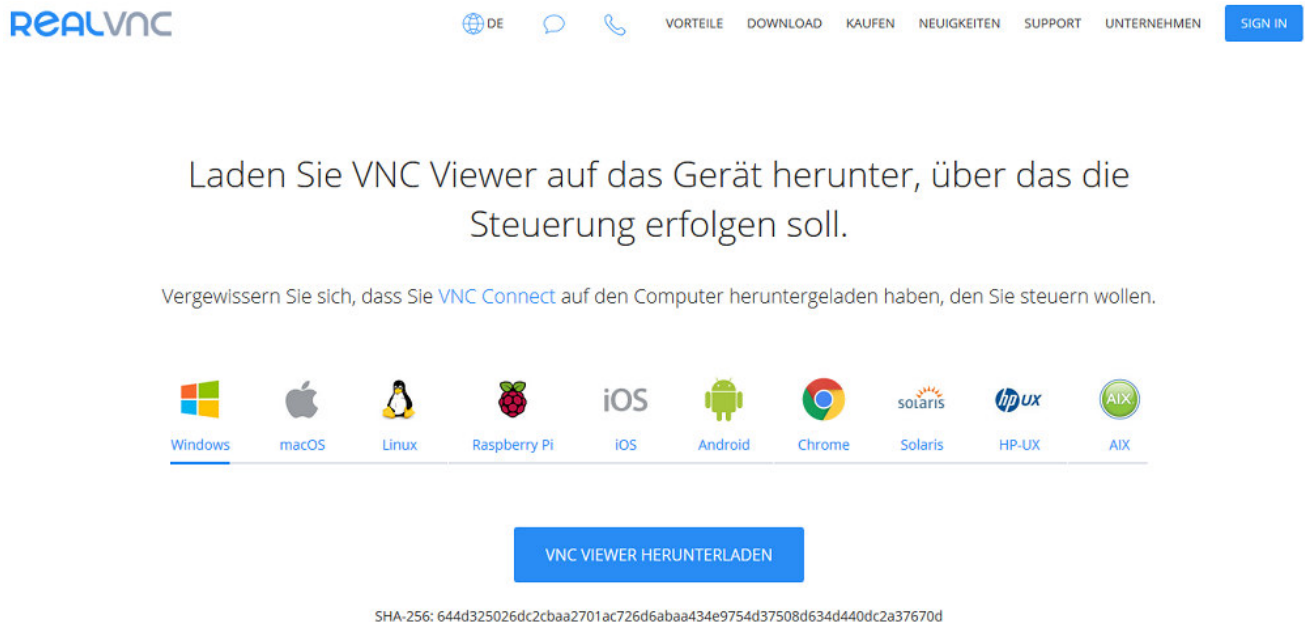 REALVNC
DE VORTEILE DOWNLOAD KAUFEN NEUIGKEITEN SUPPORT UNTERNEHMEN SIGN IN
Laden Sie VNC Viewer auf das Gerät herunter, über das die
Steuerung erfolgen soll.
Vergewissern Sie sich, dass Sie VNC Connect auf den Computer heruntergeladen haben, den Sie steuern wollen.
iOS solaris hp UX AIX
Windows macOS Linux Raspberry Pi iOS Android Chrome Solaris HP-UX AIX
VNC VIEWER HERUNTERLADEN
SHA-256: 644d325026dc2cbaa2701ac726d6abaa434e9754d37508d634d440dc2a37670d